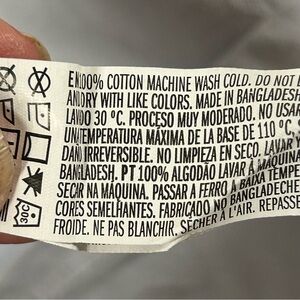 EN 100% COTTON MACHINE WASH COLD. DO NOT
AND DRY WITH LIKE COLORS. MADE IN BANGLADESH
LAVADO 30 °C. PROCESO MUY MODERADO. NO USAR
UNA TEMPERATURA MÁXIMA DE LA BASE DE 110 °C,
IRREVERSIBLE. NO LIMPIEZA EN SECO. LAVAR Y
BANGLADESH. PT 100% ALGODÃO LAVAR À MÁQUINA
SECAR NA MÁQUINA. PASSAR A FERRO A BAIXA TEMP
CORES SEMELHANTES. FABRICADO NO BANGLADECHE
FROIDE. NE PAS BLANCHIR. SÉCHER À L'AIR. REPASSE
30C